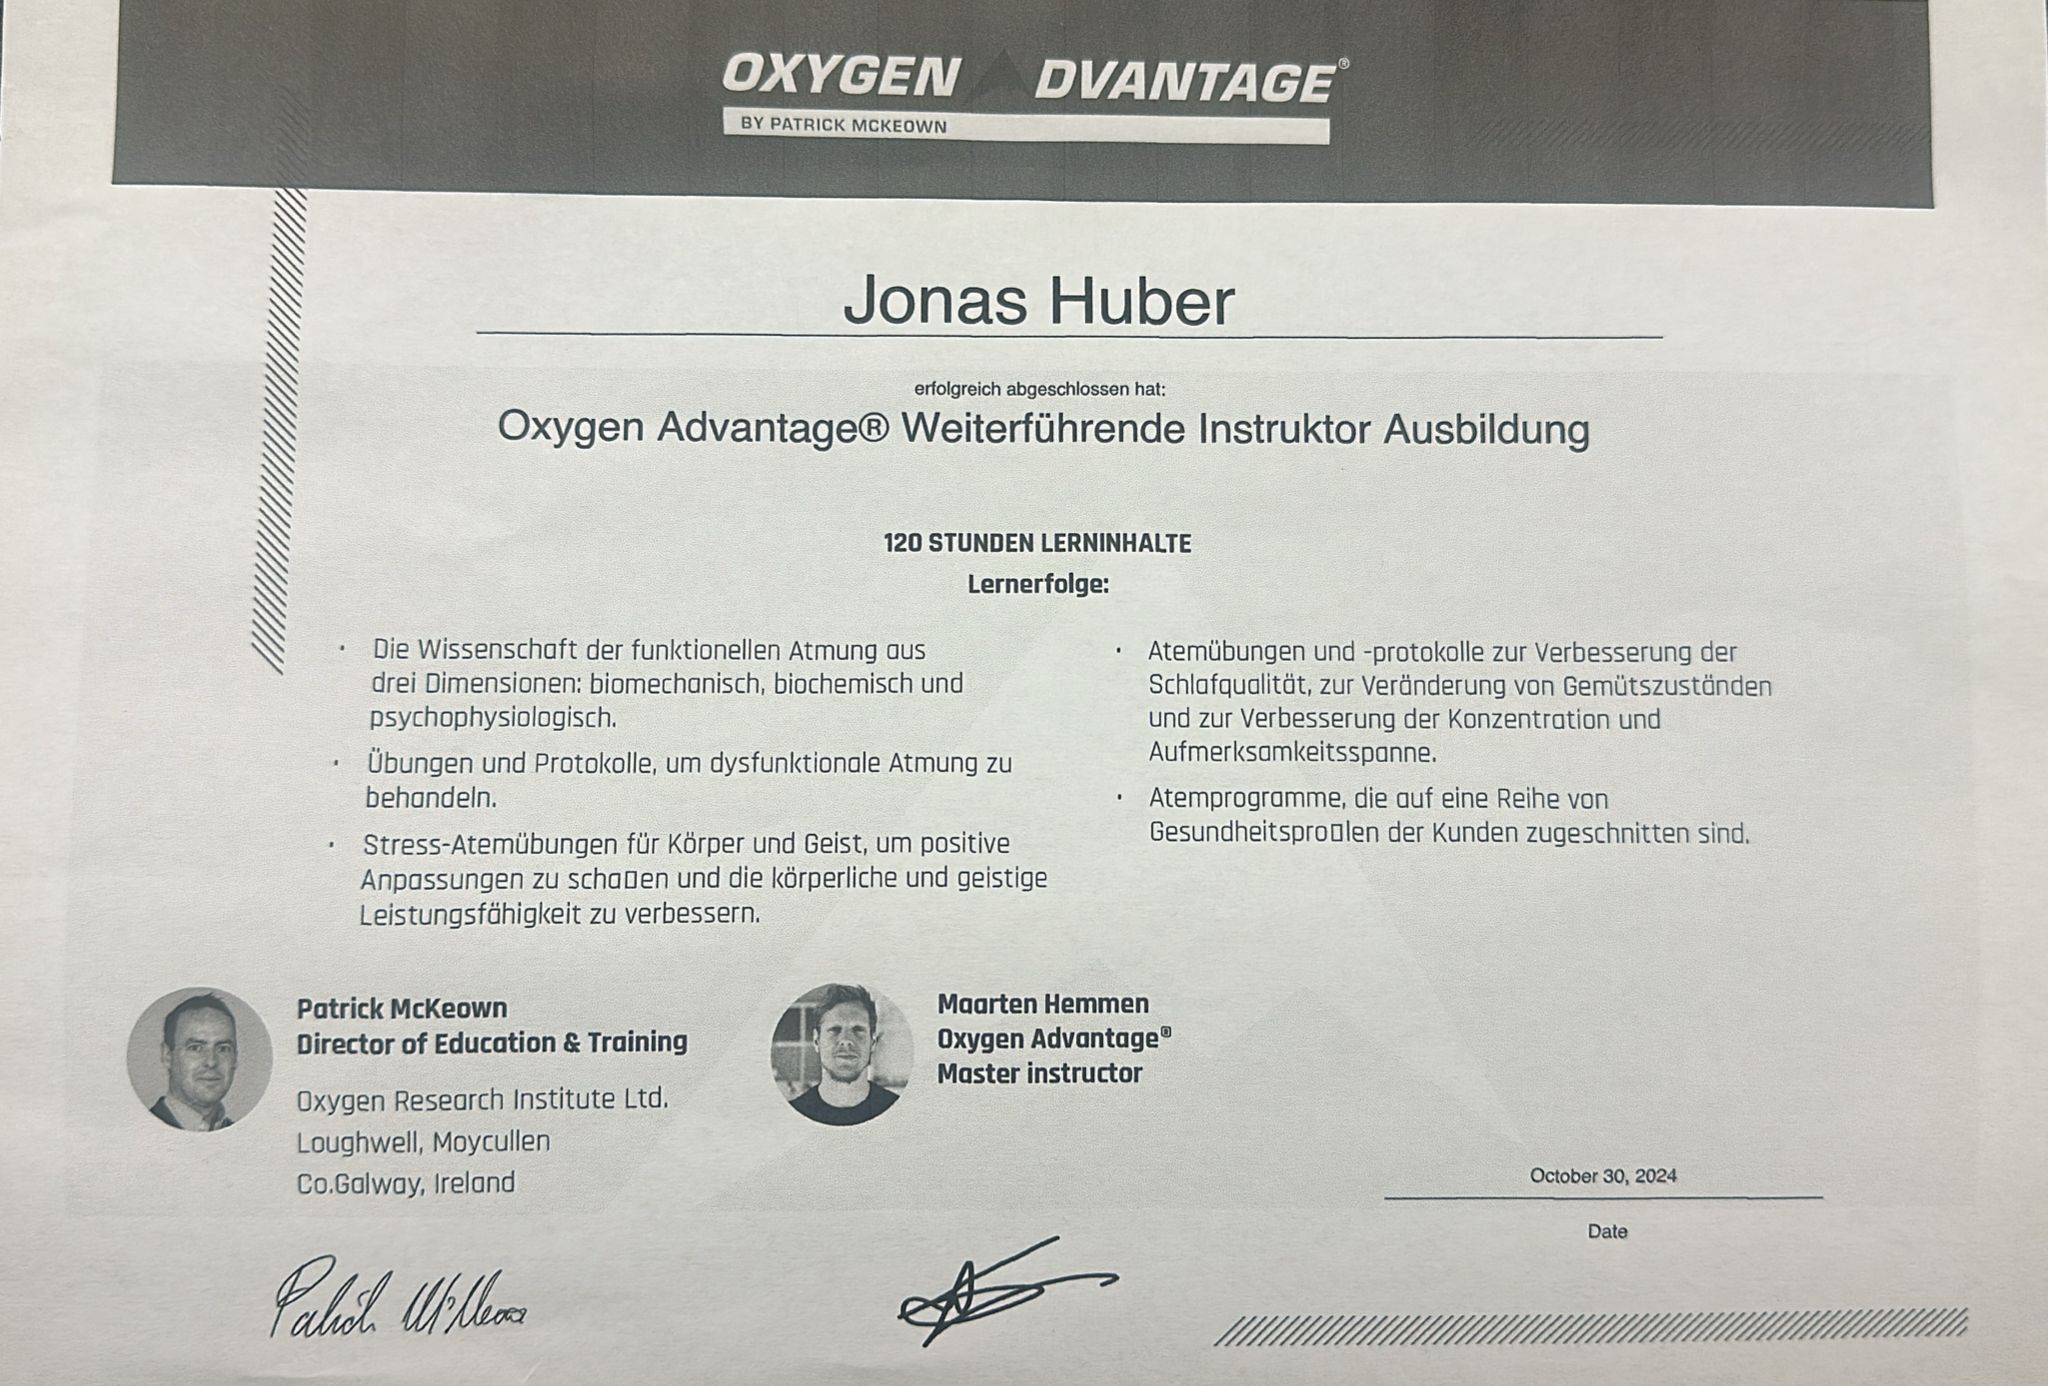 OXYGEN ADVANTAGE®
BY PATRICK MCKEOWN
Jonas Huber
erfolgreich abgeschlossen hat:
Oxygen Advantage® Weiterführende Instruktor Ausbildung
120 STUNDEN LERNINHALTE
Lernerfolge:
· Die Wissenschaft der funktionellen Atmung aus
drei Dimensionen: biomechanisch, biochemisch und
psychophysiologisch.
· Übungen und Protokolle, um dysfunktionale Atmung zu
behandeln.
· Stress-Atemübungen für Körper und Geist, um positive
Anpassungen zu scha▯en und die körperliche und geistige
Leistungsfähigkeit zu verbessern.
· Atemübungen und -protokolle zur Verbesserung der
Schlafqualität, zur Veränderung von Gemütszuständen
und zur Verbesserung der Konzentration und
Aufmerksamkeitsspanne.
· Atemprogramme, die auf eine Reihe von
Gesundheitspro▯len der Kunden zugeschnitten sind.
Patrick McKeown
Director of Education & Training
Oxygen Research Institute Ltd.
Loughwell, Moycullen
Co.Galway, Ireland
Maarten Hemmen
Oxygen Advantage®
Master instructor
October 30, 2024
Date